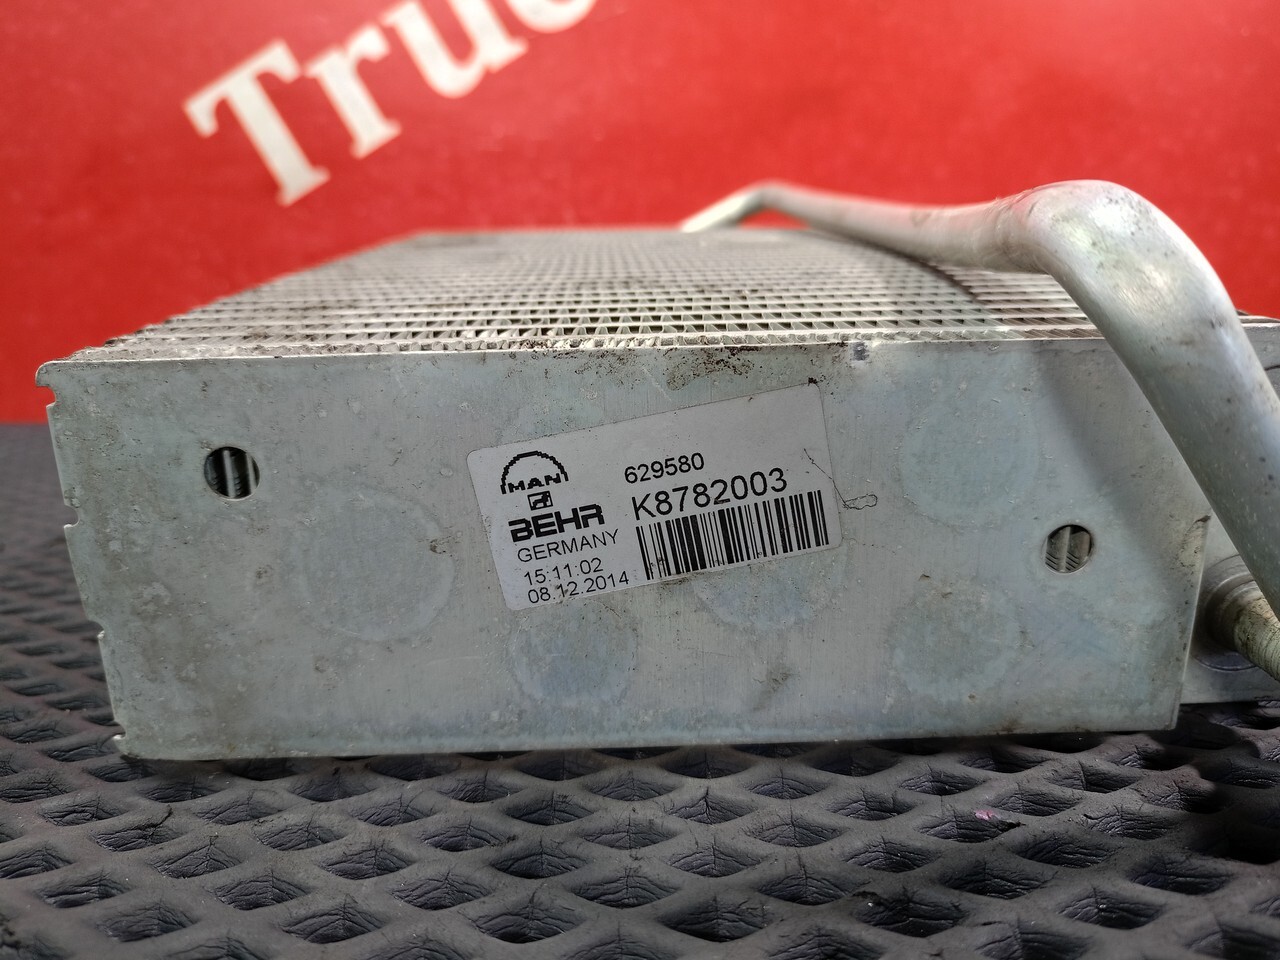 Truc
MAN
629580
K8782003
BEHR
GERMANY
15:11:02
08.12.2014